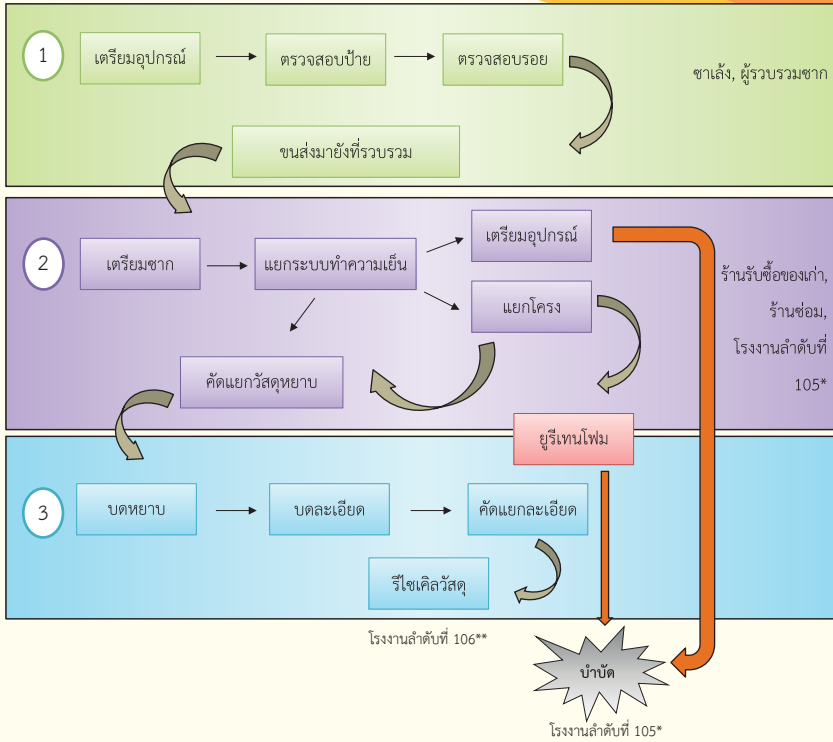 1
เตรียมอุปกรณ์
ตรวจสอบป้าย
ตรวจสอบรอย
ซาเล้ง, ผู้รวบรวมซาก
ขนส่งมายังที่รวบรวม
2
เตรียมซาก
แยกระบบทำความเย็น
เตรียมอุปกรณ์
แยกโครง
ร้านรับซื้อของเก่า,
ร้านซ่อม,
โรงงานลำดับที่
105*
คัดแยกวัสดุหยาบ
ยูรีเทนโฟม
3
บดหยาบ
บดละเอียด
คัดแยกละเอียด
รีไซเคิลวัสดุ
โรงงานลำดับที่ 106**
บำบัด
โรงงานลำดับที่ 105*